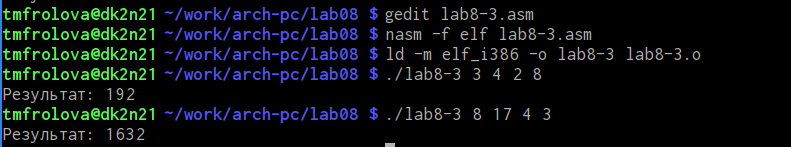 tmfrolova@dk2n21 ~/work/arch-pc/lab08 $ gedit lab8-3.asm
tmfrolova@dk2n21 ~/work/arch-pc/lab08 $ nasm -f elf lab8-3.asm
tmfrolova@dk2n21 ~/work/arch-pc/lab08 $ ld -m elf_i386 -o lab8-3 lab8-3.o
tmfrolova@dk2n21 ~/work/arch-pc/lab08 $ ./lab8-3 3 4 2 8
Результат: 192
tmfrolova@dk2n21 ~/work/arch-pc/lab08 $ ./lab8-3 8 17 4 3
Результат: 1632